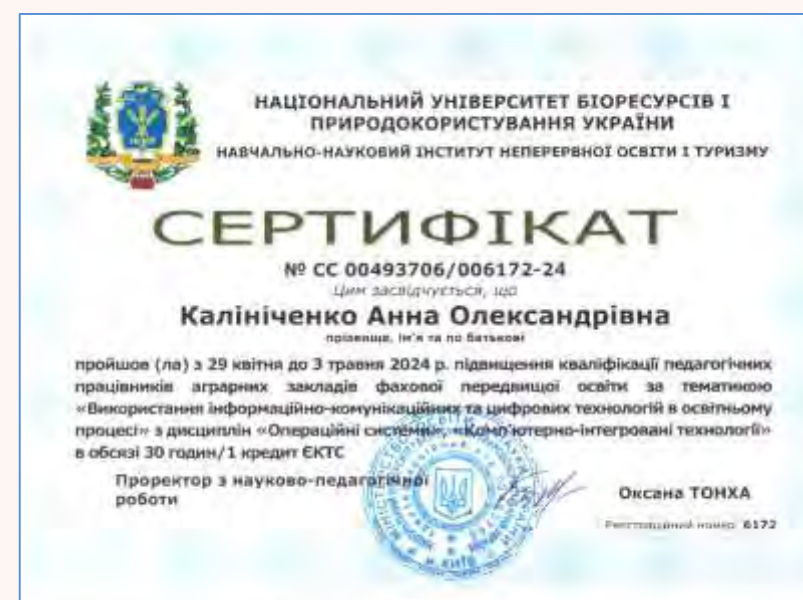 НАЦІОНАЛЬНИЙ УНІВЕРСИТЕТ БІОРЕСУРСІВ І
ПРИРОДОКОРИСТУВАННЯ УКРАЇНИ
НАВЧАЛЬНО-НАУКОВИЙ ІНСТИТУТ НЕПЕРЕРВНОЇ ОСВІТИ І ТУРИЗМУ
СЕРТИФІКАТ
№ СС 00493706/006172-24
Цим засвідчується, що
Калініченко Анна Олександрівна
прізвище, ім'я та по батькові
пройшов (ла) з 29 квітня до 3 травня 2024 р. підвищення кваліфікації педагогічних
працівників аграрних закладів фахової передвищої освіти за тематикою
«Використання інформаційно-комунікаційних та цифрових технологій в освітньому
процесі» з дисциплін «Операційні системи», «Комп'ютерно-інтегровані технології»
в обсязі 30 годин/1 кредит ЄКТС
Проректор з науково-педагогічної
роботи
Оксана ТОНХА
Реєстраційний номер 6172